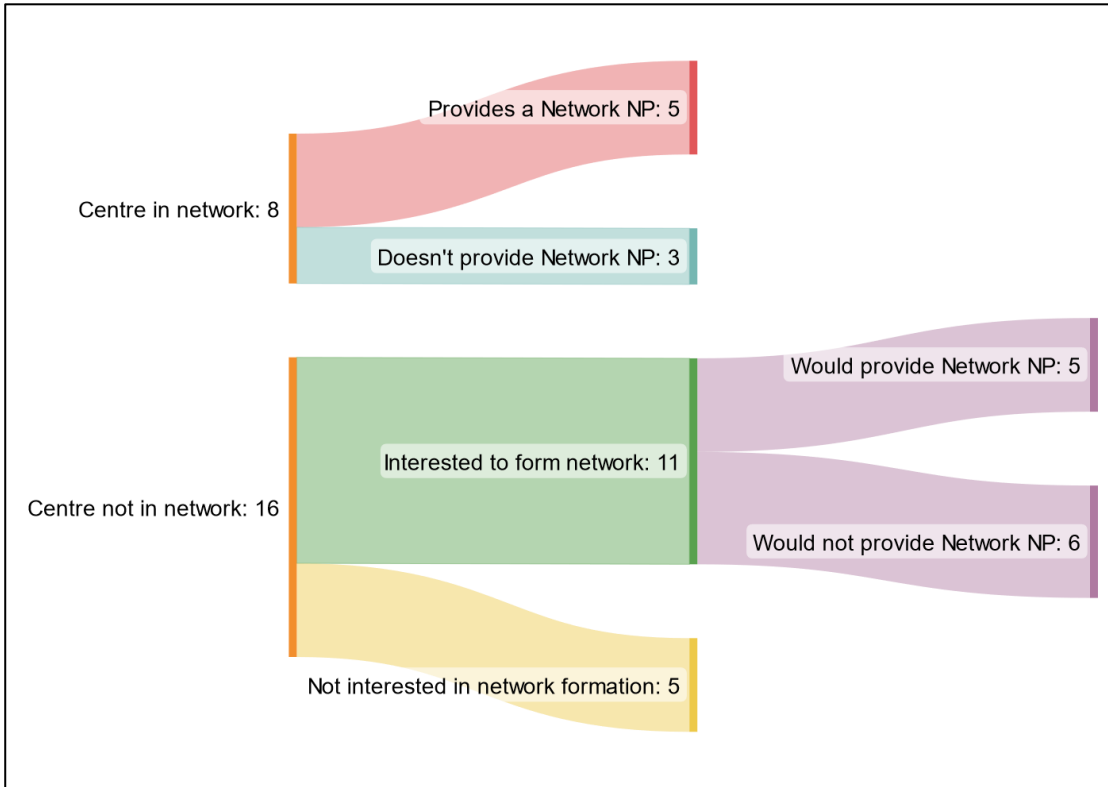 Provides a Network NP: 5
Centre in network: 8
Doesn't provide Network NP: 3
Would provide Network NP: 5
Interested to form network: 11
Centre not in network: 16
Would not provide Network NP: 6
Not interested in network formation: 5